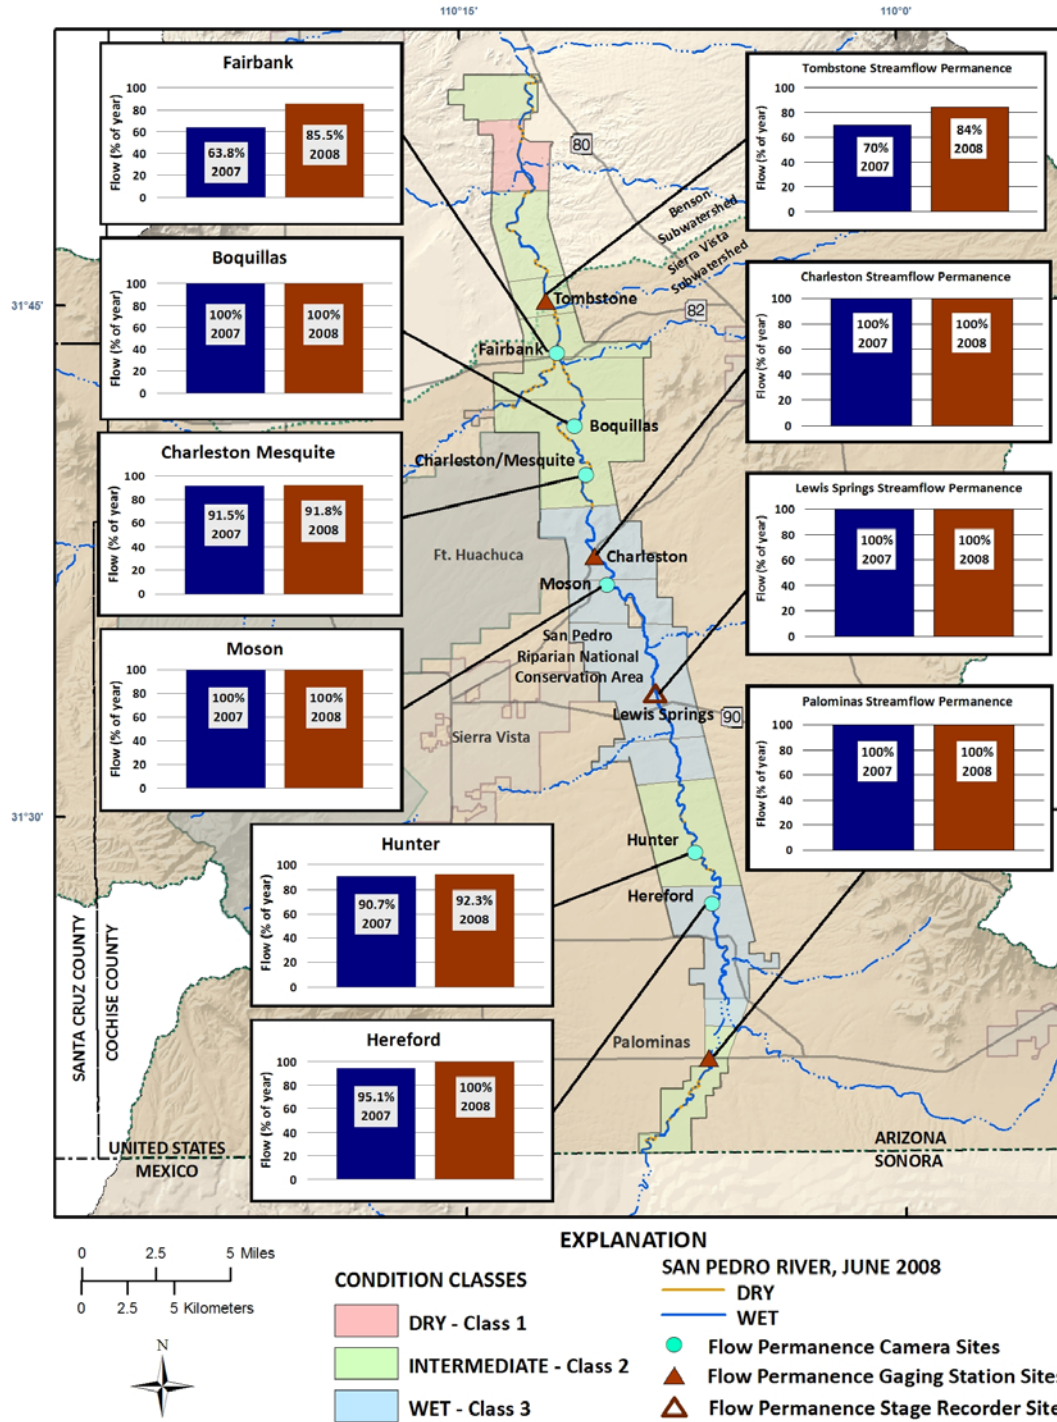 110°15'
110°0'
Fairbank
Flow (% of year)
100
80
60
40
20
0
63.8%
2007
85.5%
2008
Tombstone Streamflow Permanence
Flow (% of year)
100
80
60
40
20
0
70%
2007
84%
2008
80
Benson
Subwatershed
Sierra Vista
Subwatershed
Boquillas
Flow (% of year)
100
80
60
40
20
0
100%
2007
100%
2008
Charleston Streamflow Permanence
Flow (% of year)
100
80
60
40
20
0
100%
2007
100%
2008
31°45'
Tombstone
82
Fairbank
Boquillas
Charleston/Mesquite
Charleston Mesquite
Flow (% of year)
100
80
60
40
20
0
91.5%
2007
91.8%
2008
Lewis Springs Streamflow Permanence
Flow (% of year)
100
80
60
40
20
0
100%
2007
100%
2008
Ft. Huachuca
Charleston
Moson
San Pedro
Riparian National
Conservation Area
Lewis Springs
90
Sierra Vista
Moson
Flow (% of year)
100
80
60
40
20
0
100%
2007
100%
2008
Palominas Streamflow Permanence
Flow (% of year)
100
80
60
40
20
0
100%
2007
100%
2008
31°30'
Hunter
Hereford
Hunter
Flow (% of year)
100
80
60
40
20
0
90.7%
2007
92.3%
2008
SANTA CRUZ COUNTY
COCHISE COUNTY
Palominas
Hereford
Flow (% of year)
100
80
60
40
20
0
95.1%
2007
100%
2008
UNITED STATES
MEXICO
ARIZONA
SONORA
0 2.5 5 Miles
0 2.5 5 Kilometers
N
EXPLANATION
CONDITION CLASSES
DRY - Class 1
INTERMEDIATE - Class 2
WET - Class 3
SAN PEDRO RIVER, JUNE 2008
DRY
WET
Flow Permanence Camera Sites
Flow Permanence Gaging Station Sites
Flow Permanence Stage Recorder Site